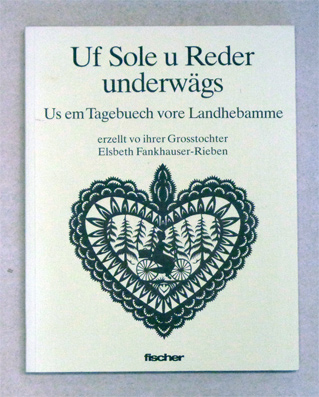 Uf Sole u Reder
underwägs
Us em Tagebuech vore Landhebamme
erzellt vo ihrer Grosstochter
Elsbeth Fankhauser-Rieben
fischer